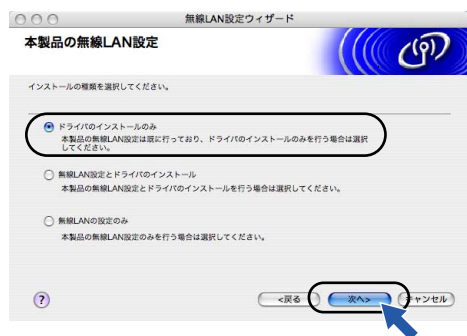 無線LAN設定ウィザード
本製品の無線LAN設定
インストールの種類を選択してください。
ドライバのインストールのみ
本製品の無線LAN設定は既に行っており、ドライバのインストールのみを行う場合は選択
してください。
無線LAN設定とドライバのインストール
本製品の無線LAN設定とドライバのインストールを行う場合は選択してください。
無線LANの設定のみ
本製品の無線LAN設定のみを行う場合は選択してください。
? <戻る 次へ> キャンセル